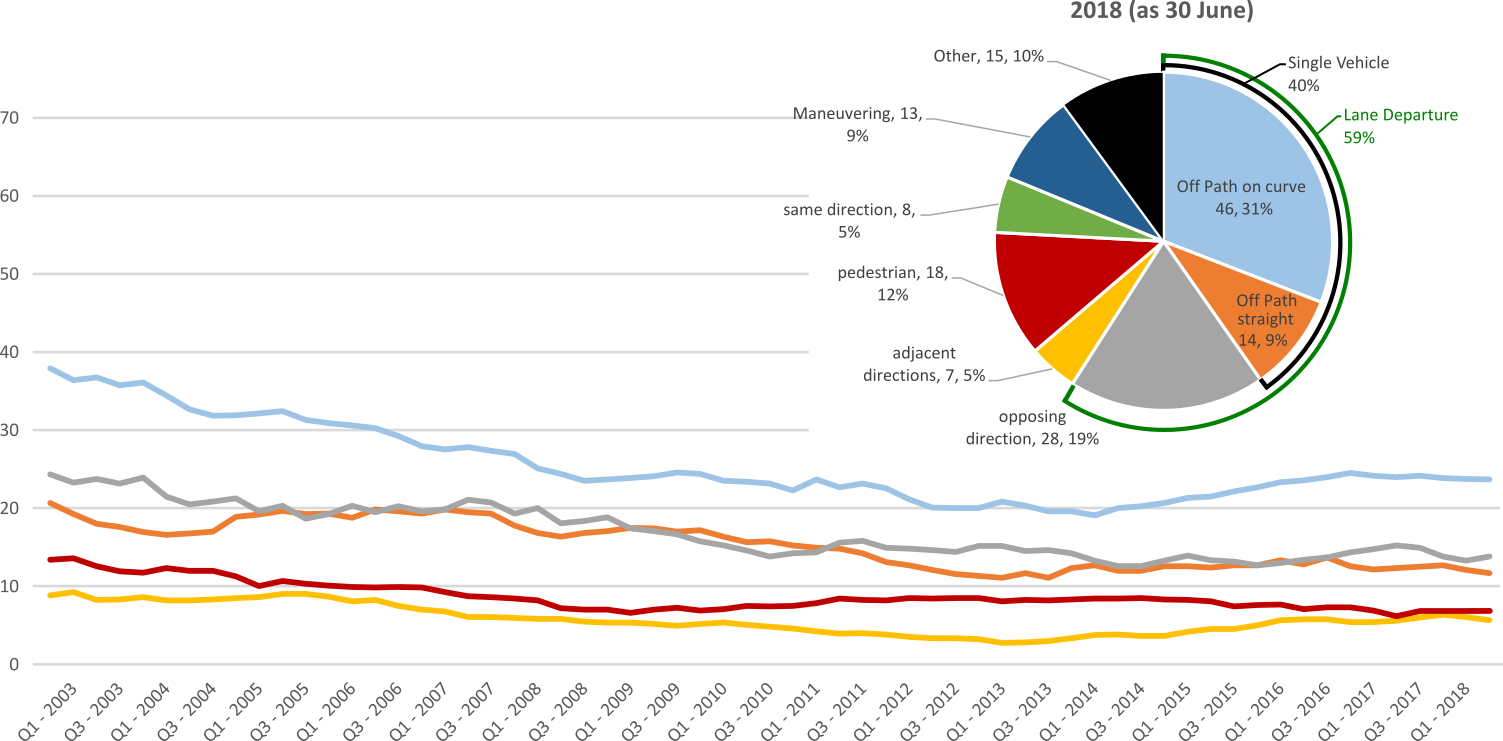 2018 (as 30 June)
Other, 15, 10%
Single Vehicle
40%
Lane Departure
59%
Maneuvering, 13,
9%
Off Path on curve
46, 31%
same direction, 8,
5%
pedestrian, 18,
12%
Off Path
straight
14, 9%
adjacent
directions, 7, 5%
opposing
direction, 28, 19%
70
60
50
40
30
20
10
0
Q1 - 2003
Q3 - 2003
Q1 - 2004
Q3 - 2004
Q1 - 2005
Q3 - 2005
Q1 - 2006
Q3 - 2006
Q1 - 2007
Q3 - 2007
Q1 - 2008
Q3 - 2008
Q1 - 2009
Q3 - 2009
Q1 - 2010
Q3 - 2010
Q1 - 2011
Q3 - 2011
Q1 - 2012
Q3 - 2012
Q1 - 2013
Q3 - 2013
Q1 - 2014
Q3 - 2014
Q1 - 2015
Q3 - 2015
Q1 - 2016
Q3 - 2016
Q1 - 2017
Q3 - 2017
Q1 - 2018